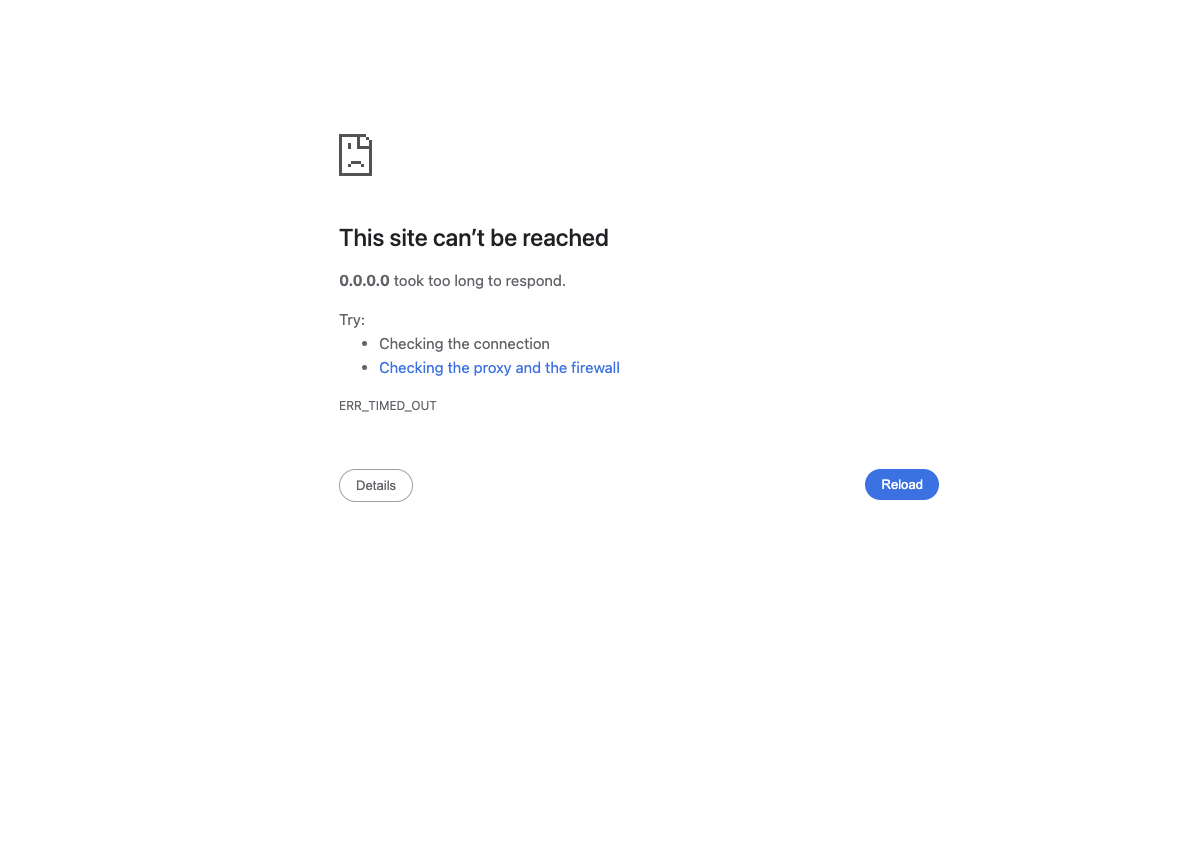 This site can’t be reached
0.0.0.0 took too long to respond.
Try:
Checking the connection
Checking the proxy and the firewall
ERR_TIMED_OUT
Details
Reload